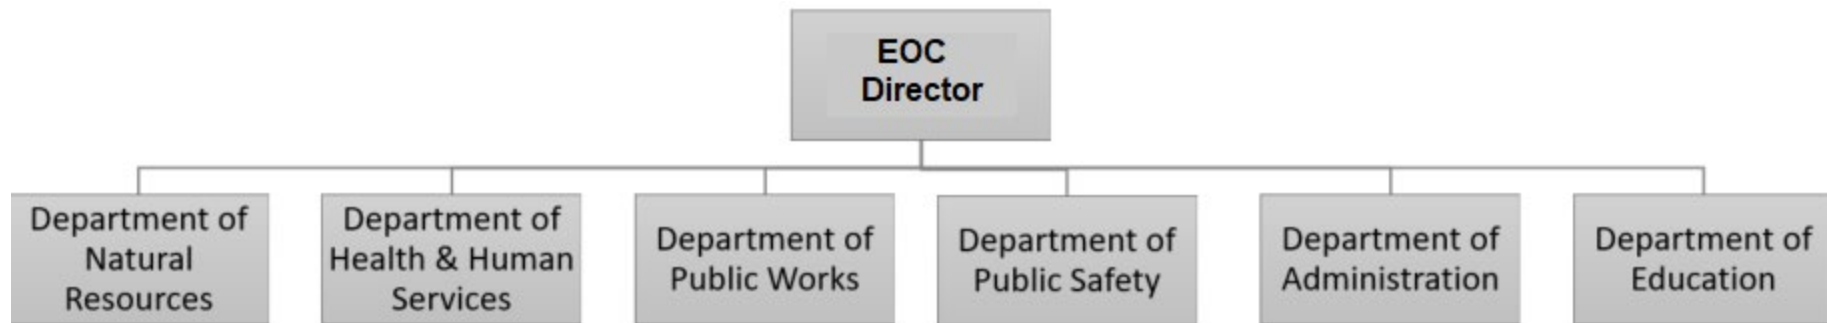 EOC
Director
Department of
Natural
Resources
Department of
Health & Human
Services
Department of
Public Works
Department of
Public Safety
Department of
Administration
Department of
Education